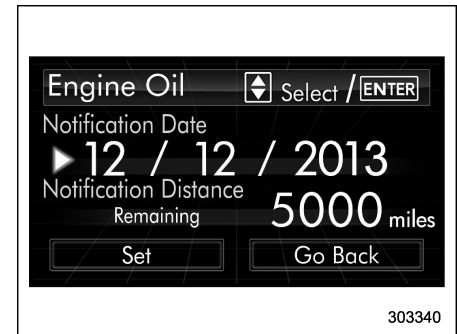 Engine Oil Select / ENTER
Notification Date
12 / 12 / 2013
Notification Distance
Remaining 5000 miles
Set Go Back
303340